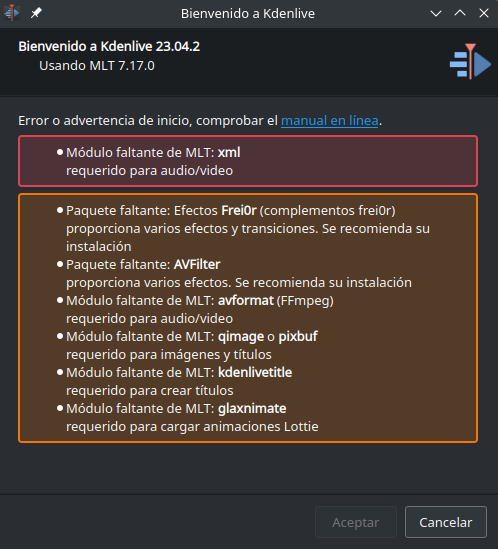 Bienvenido a Kdenlive
Bienvenido a Kdenlive 23.04.2
Usando MLT 7.17.0
Error o advertencia de inicio, comprobar el manual en línea.
Módulo faltante de MLT: xml
requerido para audio/video
Paquete faltante: Efectos Frei0r (complementos frei0r)
proporciona varios efectos y transiciones. Se recomienda su
instalación
Paquete faltante: AVFilter
proporciona varios efectos. Se recomienda su instalación
Módulo faltante de MLT: avformat (FFmpeg)
requerido para audio/video
Módulo faltante de MLT: qimage o pixbuf
requerido para imágenes y títulos
Módulo faltante de MLT: kdenlivetitle
requerido para crear títulos
Módulo faltante de MLT: glaxnimate
requerido para cargar animaciones Lottie
Aceptar
Cancelar